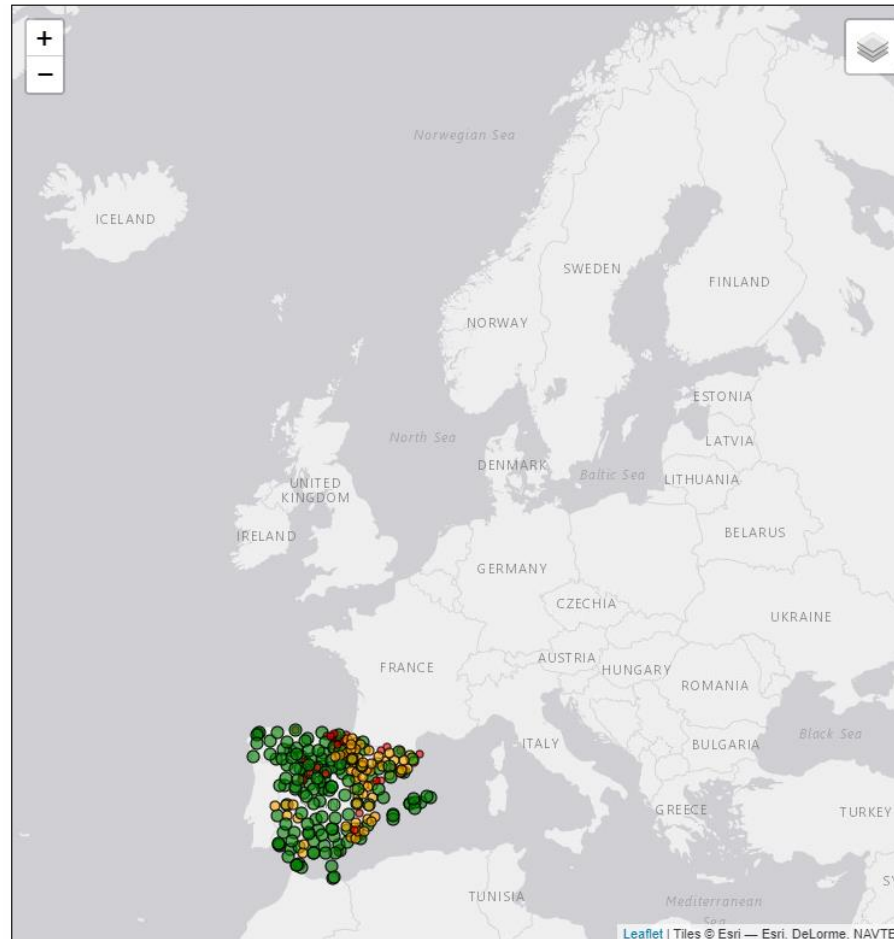 +
−
Norwegian Sea
ICELAND
SWEDEN
FINLAND
NORWAY
ESTONIA
North Sea
LATVIA
DENMARK
Baltic Sea
LITHUANIA
UNITED
KINGDOM
IRELAND
BELARUS
GERMANY
CZECHIA
UKRAINE
FRANCE
AUSTRIA
HUNGARY
ROMANIA
ITALY
Black Sea
BULGARIA
GREECE
TURKEY
SY
TUNISIA
Mediterranean
Sea
Leaflet | Tiles © Esri — Esri, DeLorme, NAVTE